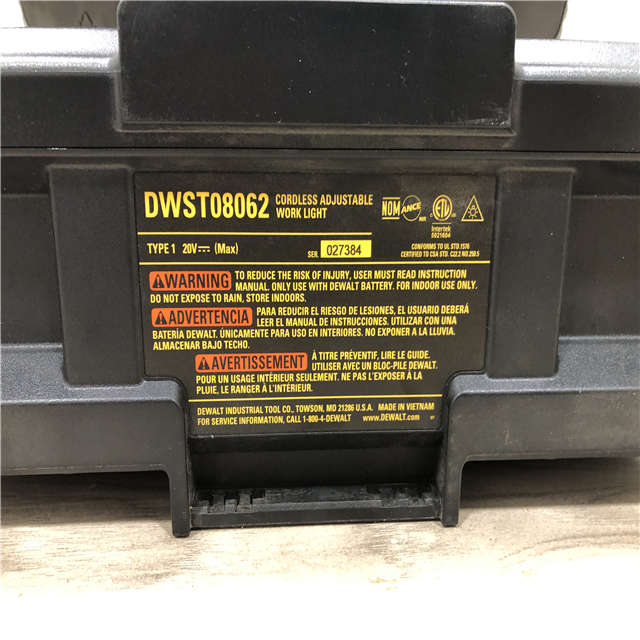 DWST08062 CORDLESS ADJUSTABLE
WORK LIGHT
NOM ANCE
ETL
US
Intertek
5021604
TYPE 1 20V (Max)
SER. 027384
CONFORMS TO UL STD.1576
CERTIFIED TO CSA STD. C22.2 NO.250.5
WARNING TO REDUCE THE RISK OF INJURY, USER MUST READ INSTRUCTION
MANUAL. ONLY USE WITH DEWALT BATTERY. FOR INDOOR USE ONLY.
DO NOT EXPOSE TO RAIN, STORE INDOORS.
ADVERTENCIA PARA REDUCIR EL RIESGO DE LESIONES, EL USUARIO DEBERÁ
LEER EL MANUAL DE INSTRUCCIONES. UTILIZAR CON UNA
BATERÍA DEWALT. ÚNICAMENTE PARA USO EN INTERIORES. NO EXPONER A LA LLUVIA.
ALMACENAR BAJO TECHO.
AVERTISSEMENT À TITRE PRÉVENTIF, LIRE LE GUIDE.
UTILISER AVEC UN BLOC-PILE DEWALT.
POUR UN USAGE INTÉRIEUR SEULEMENT. NE PAS L'EXPOSER À LA
PLUIE, LE RANGER À L'INTÉRIEUR.
DEWALT INDUSTRIAL TOOL CO., TOWSON, MD 21286 U.S.A. MADE IN VIETNAM
FOR SERVICE INFORMATION, CALL 1-800-4-DEWALT www.DEWALT.com